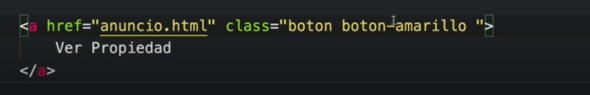 <a href="anuncio.html" class="boton boton-amarillo ">
Ver Propiedad
</a>